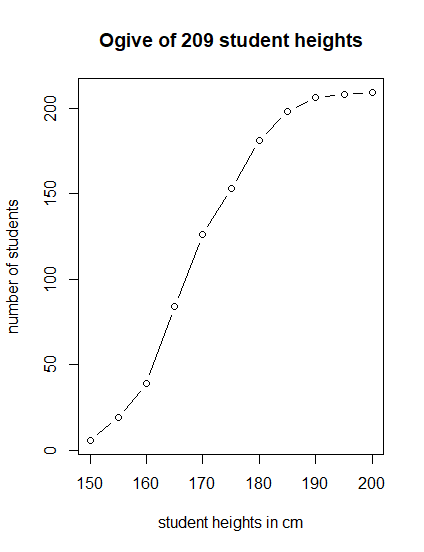 Ogive of 209 student heights
number of students
200
150
100
50
0
150 160 170 180 190 200
student heights in cm